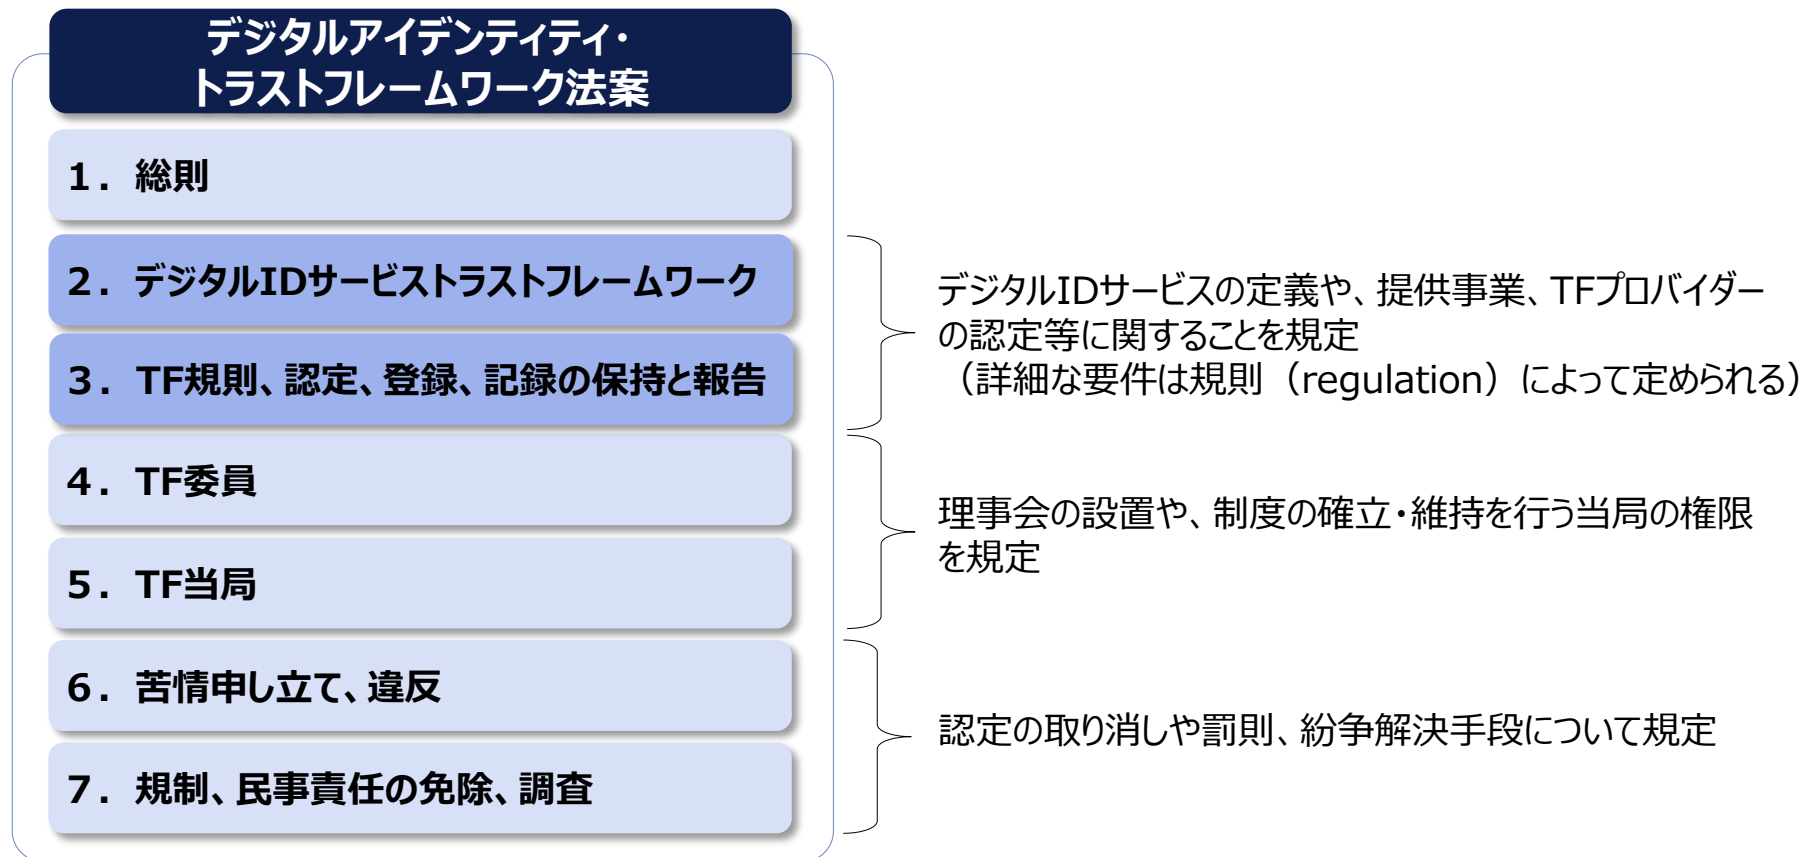 デジタルアイデンティティ・
トラストフレームワーク法案
１．総則
２．デジタルIDサービストラストフレームワーク
３．TF規則、認定、登録、記録の保持と報告
デジタルIDサービスの定義や、提供事業、TFプロバイダー
の認定等に関することを規定
（詳細な要件は規則（regulation）によって定められる）
４．TF委員
５．TF当局
理事会の設置や、制度の確立・維持を行う当局の権限
を規定
６．苦情申し立て、違反
７．規制、民事責任の免除、調査
認定の取り消しや罰則、紛争解決手段について規定